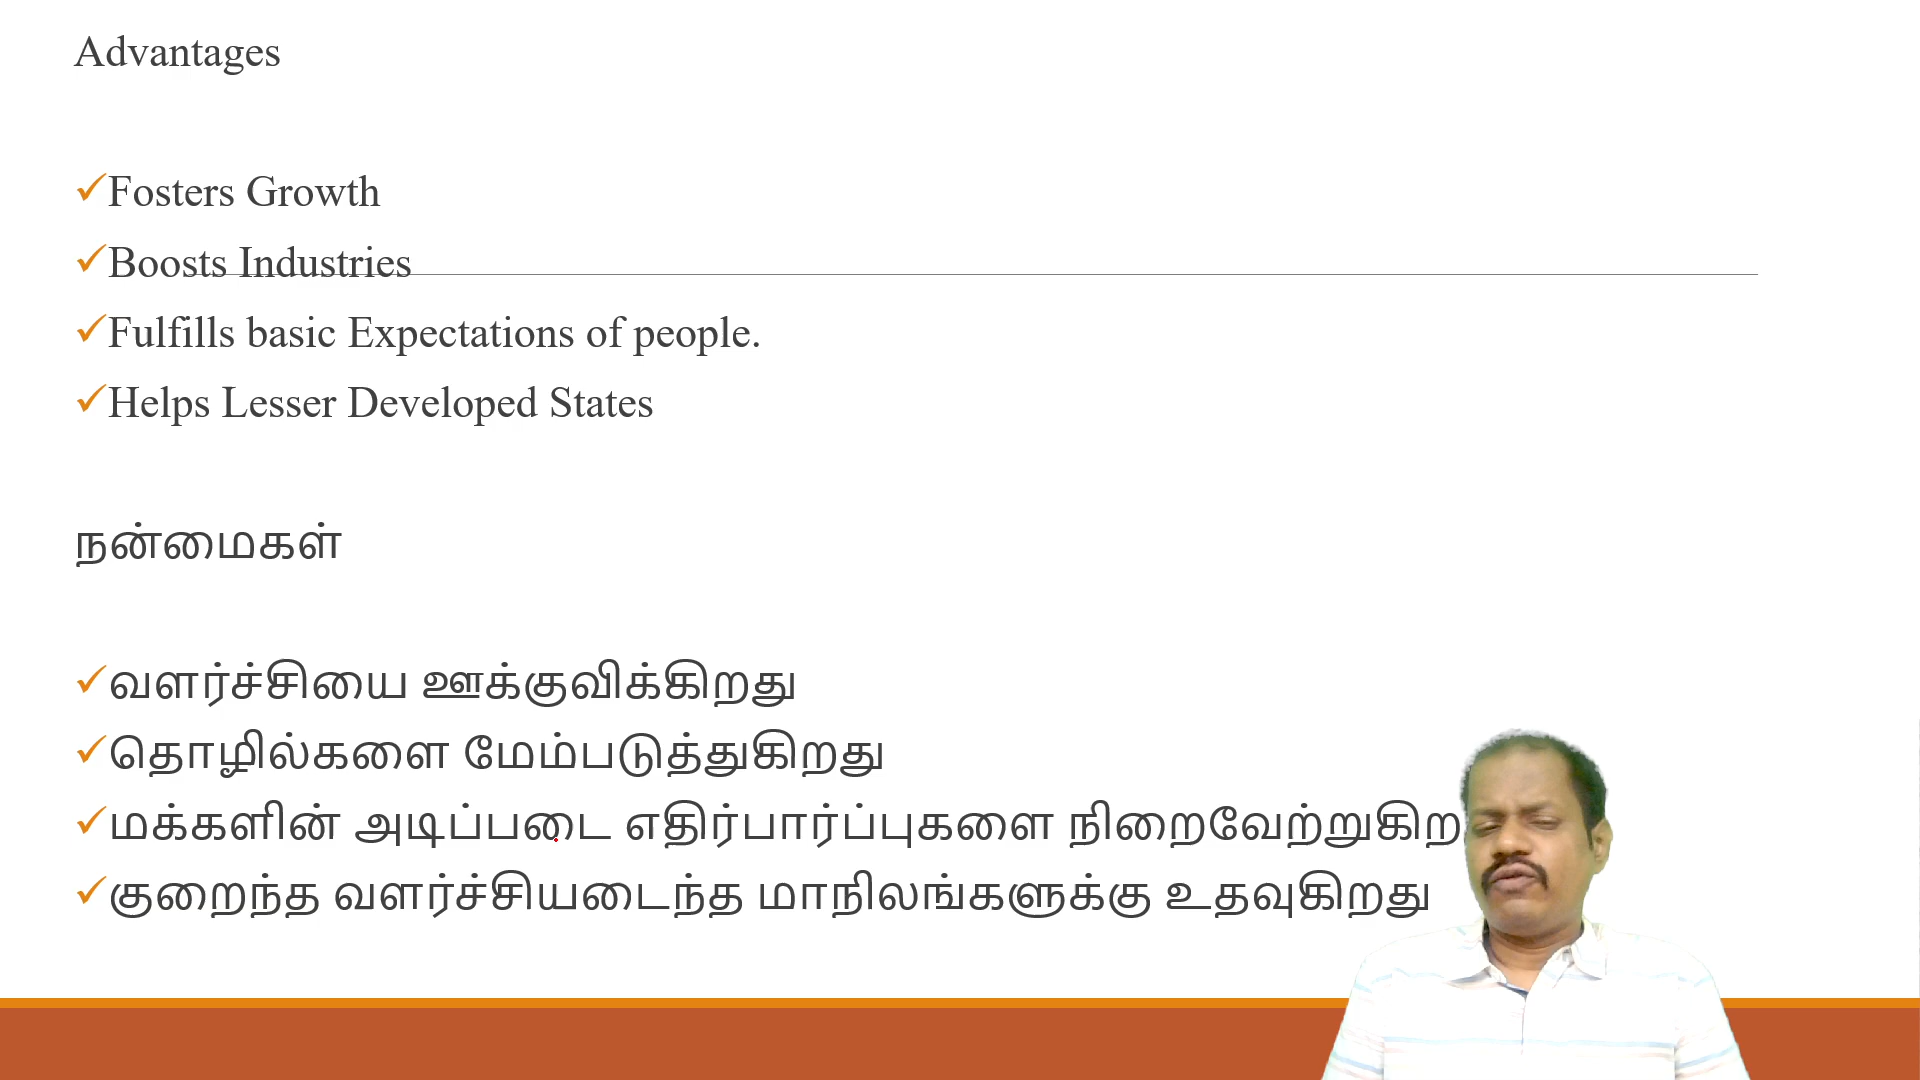 Advantages
✓Fosters Growth
✓Boosts Industries
✓Fulfills basic Expectations of people.
✓Helps Lesser Developed States
நன்மைகள்
✓வளர்ச்சியை ஊக்குவிக்கிறது
✓தொழில்களை மேம்படுத்துகிறது
✓மக்களின் அடிப்படை எதிர்பார்ப்புகளை
✓குறைந்த வளர்ச்சியடைந்த மாநிலங்களுக்கு உதவுகிறது